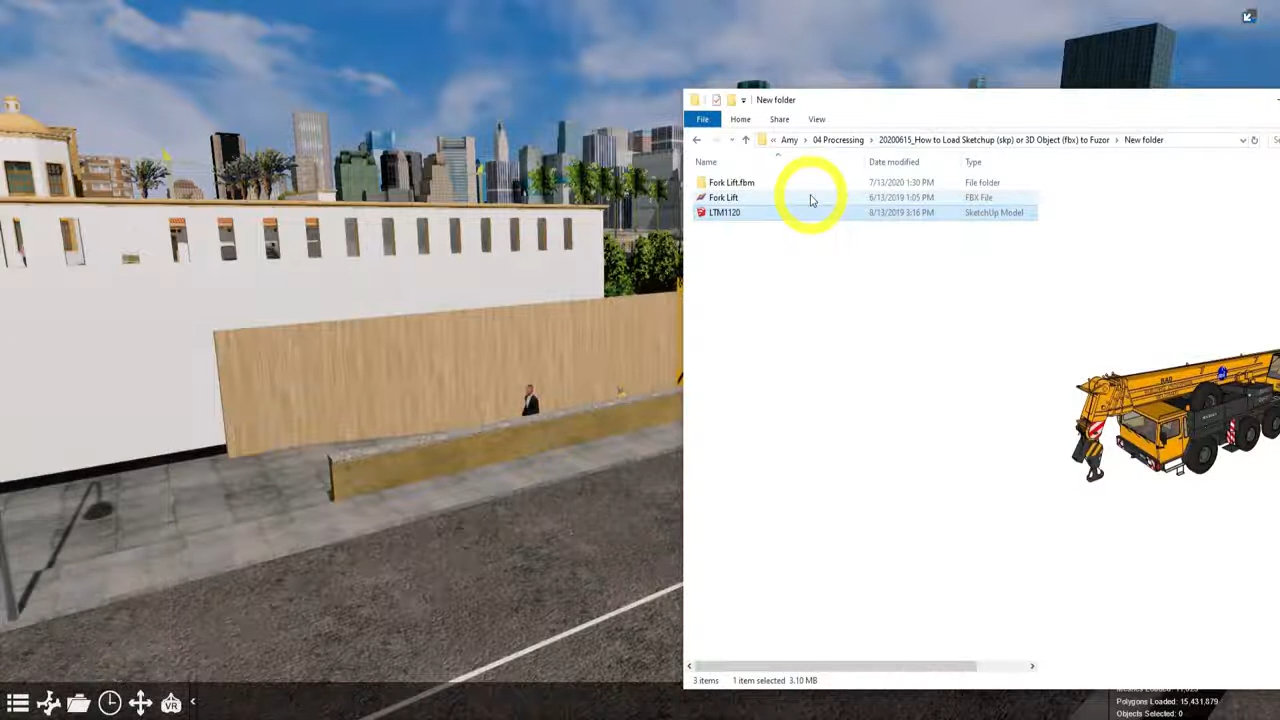 New folder
File Home Share View
« Amy > 04 Procressing > 20200615_How to Load Sketchup (skp) or 3D Object (fbx) to Fuzor > New folder
Name Date modified Type
Fork Lift.fbm 7/13/2020 1:30 PM File folder
Fork Lift 6/13/2019 1:05 PM FBX File
LTM1120 8/13/2019 3:16 PM SketchUp Model
3 items 1 item selected 3.10 MB
VR
Polygons Loaded: 15,431,879
Objects Selected: 0